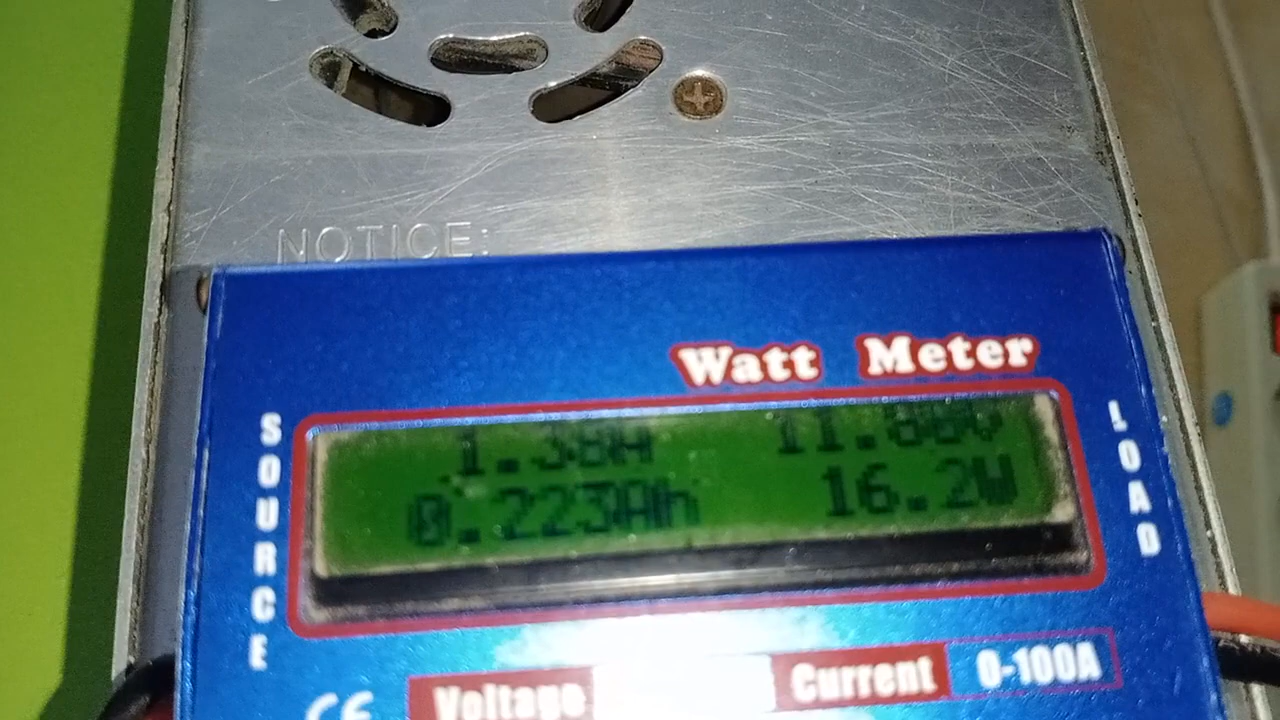 NOTICE:
Watt Meter
SOURCE
LOAD
1.38A
0.223Ah 16.2W
CE Voltage Current 0-100A